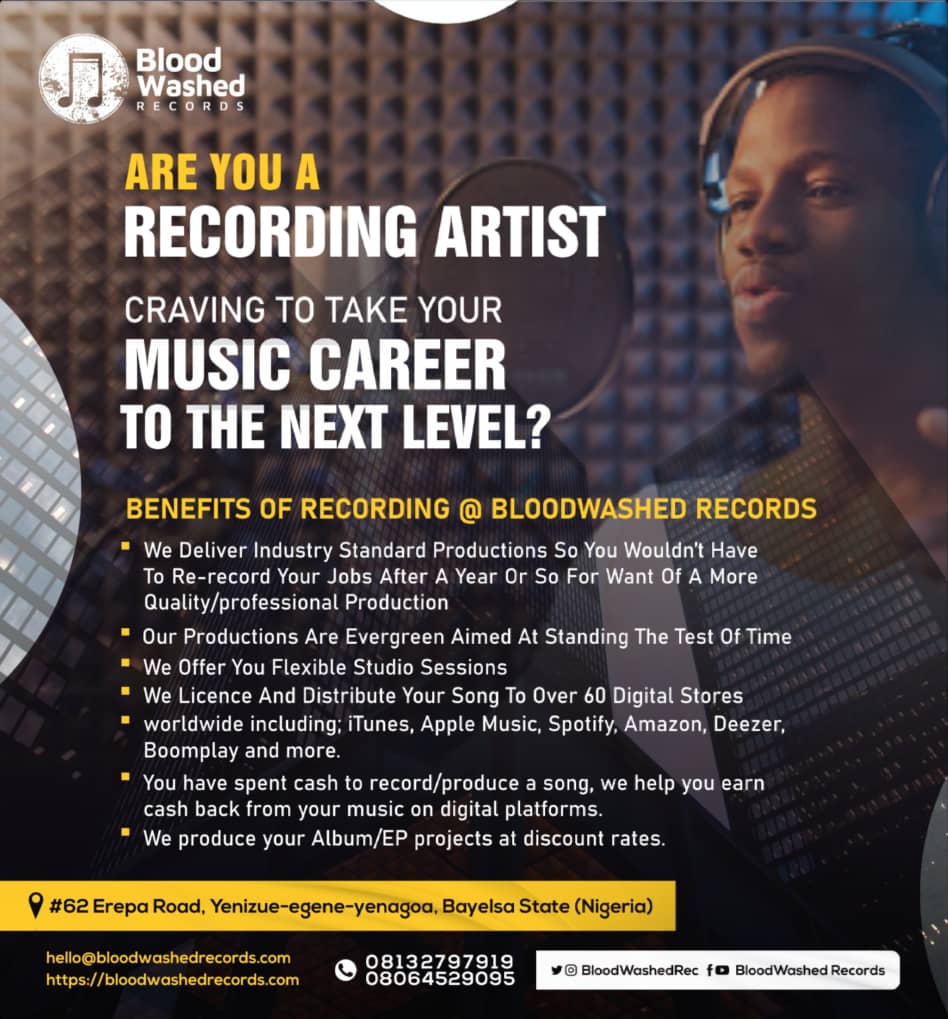 Blood
Washed
RECORDS
ARE YOU A
RECORDING ARTIST
CRAVING TO TAKE YOUR
MUSIC CAREER
TO THE NEXT LEVEL?
BENEFITS OF RECORDING @ BLOODWASHED RECORDS
We Deliver Industry Standard Productions So You Wouldn't Have
To Re-record Your Jobs After A Year Or So For Want Of A More
Quality/professional Production
Our Productions Are Evergreen Aimed At Standing The Test Of Time
We Offer You Flexible Studio Sessions
We Licence And Distribute Your Song To Over 60 Digital Stores
worldwide including; iTunes, Apple Music, Spotify, Amazon, Deezer,
Boomplay and more.
You have spent cash to record/produce a song, we help you earn
cash back from your music on digital platforms.
We produce your Album/EP projects at discount rates.
#62 Erepa Road, Yenizue-egene-yenagoa, Bayelsa State (Nigeria)
hello@bloodwashedrecords.com
https://bloodwashedrecords.com
08132797919
08064529095
BloodWashedRec
BloodWashed Records